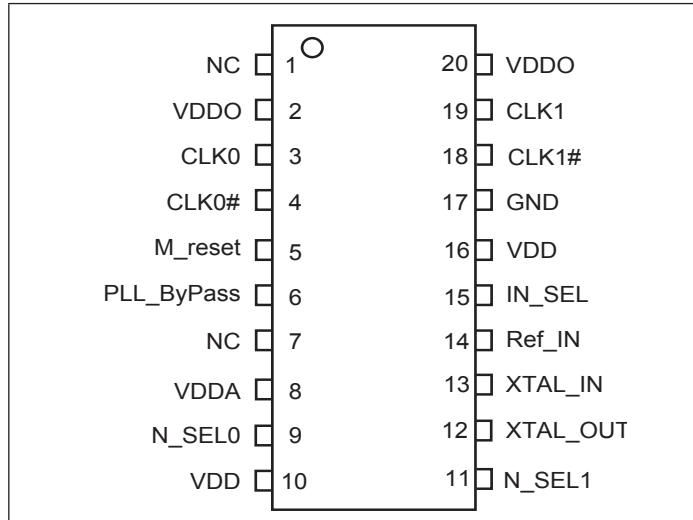 NC 1 20 VDDO
VDDO 2 19 CLK1
CLK0 3 18 CLK1#
CLK0# 4 17 GND
M_reset 5 16 VDD
PLL_ByPass 6 15 IN_SEL
NC 7 14 Ref_IN
VDDA 8 13 XTAL_IN
N_SEL0 9 12 XTAL_OUT
VDD 10 11 N_SEL1